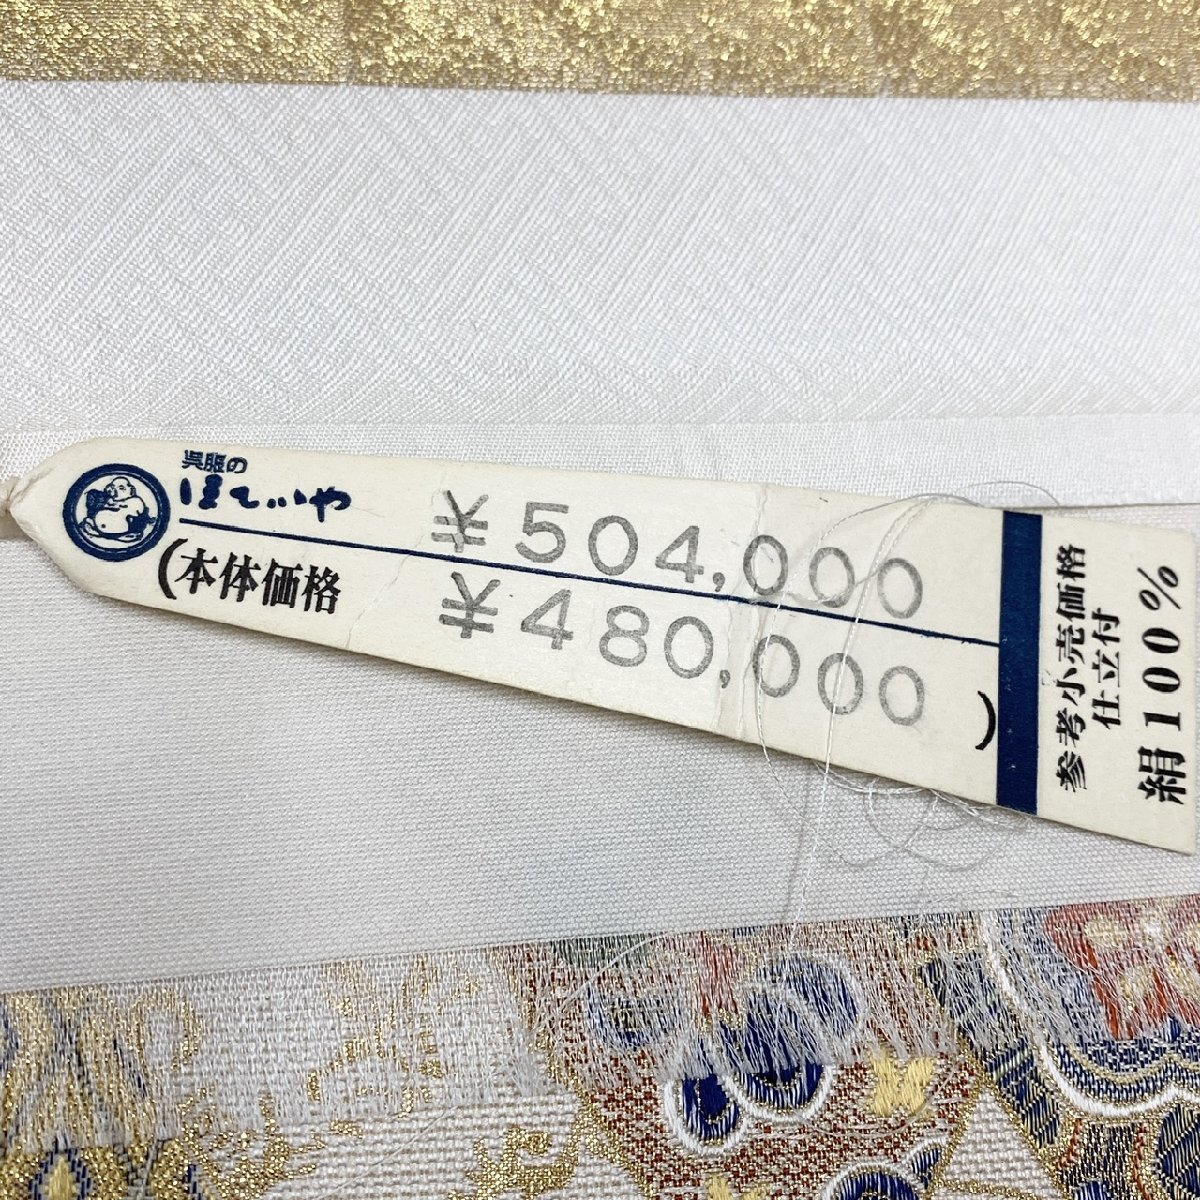 呉服の
ほていや
¥504,000
(本体価格 ¥480,000)
参考小売価格
仕立付
絹100%